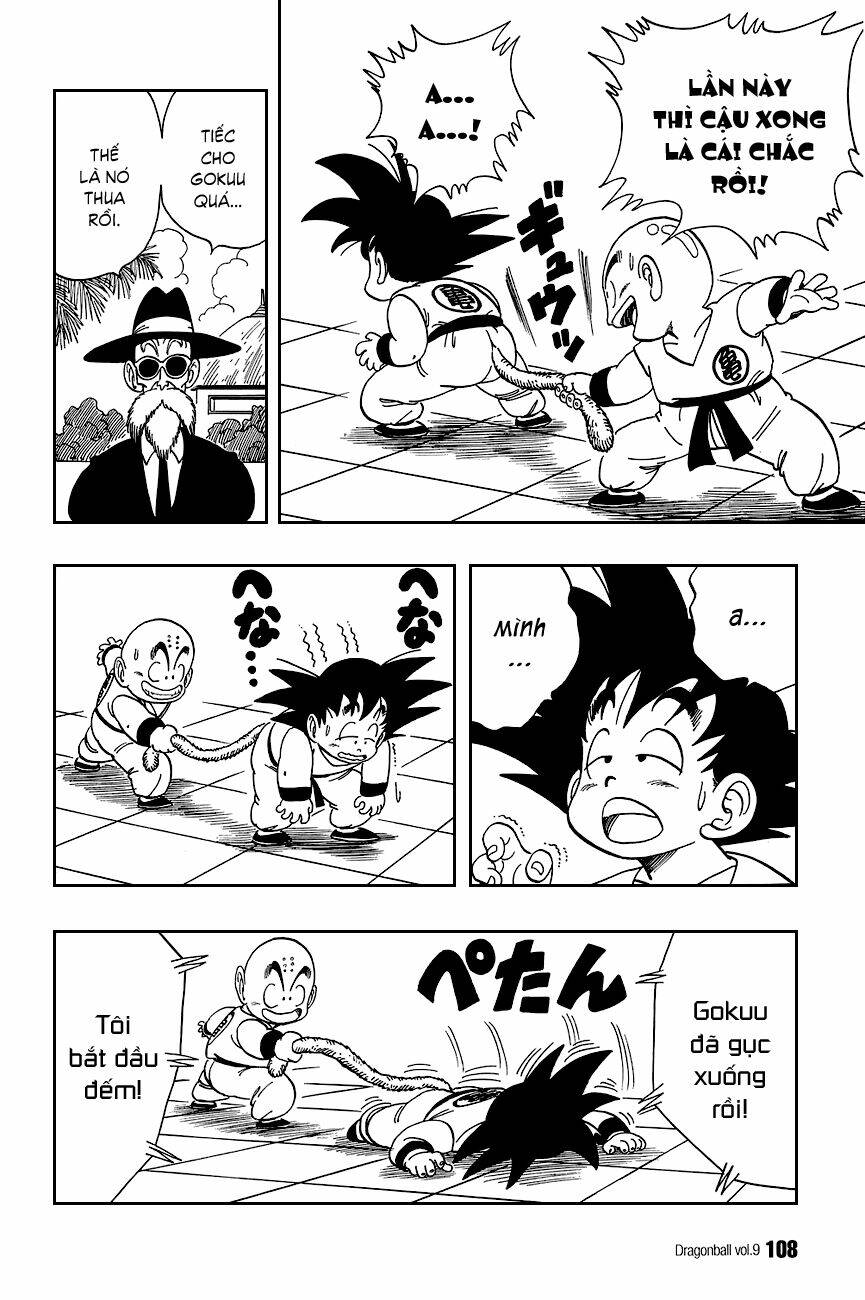 LẦN NÀY
THÌ CẬU XONG
LÀ CÁI CHẮC
RỒI!
A...
A...!
ギュウッ
亀
亀
TIẾC
CHO
GOKUU
QUÁ...
THẾ
LÀ NÓ
THUA
RỒI.
a...
mình
...
へな
へな…
Gokuu
đã gục
xuống
rồi!
ぺたん
Tôi
bắt đầu
đếm!
Dragonball vol.9 108